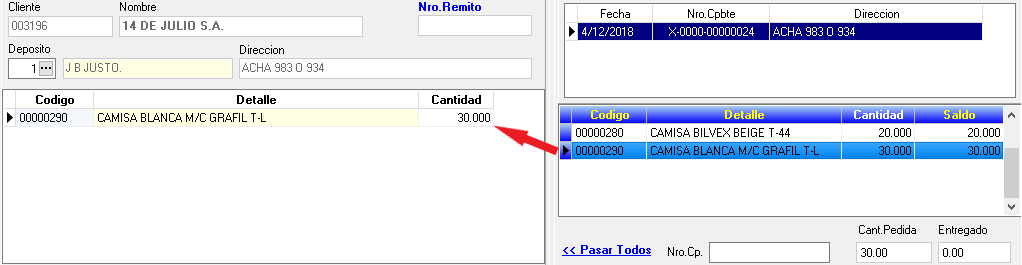 Cliente Nombre Nro.Remito
003196 14 DE JULIO S.A.
Deposito Direccion
1 ... J B JUSTO. ACHA 983 O 934
Codigo Detalle Cantidad
00000290 CAMISA BLANCA M/C GRAFIL T-L 30.000
Fecha Nro.Cpbte Direccion
4/12/2018 X-0000-00000024 ACHA 983 O 934
Codigo Detalle Cantidad Saldo
00000280 CAMISA BILVEX BEIGE T-44 20.000 20.000
00000290 CAMISA BLANCA M/C GRAFIL T-L 30.000 30.000
Cant.Pedida Entregado
<< Pasar Todos Nro.Cp. 30.00 0.00